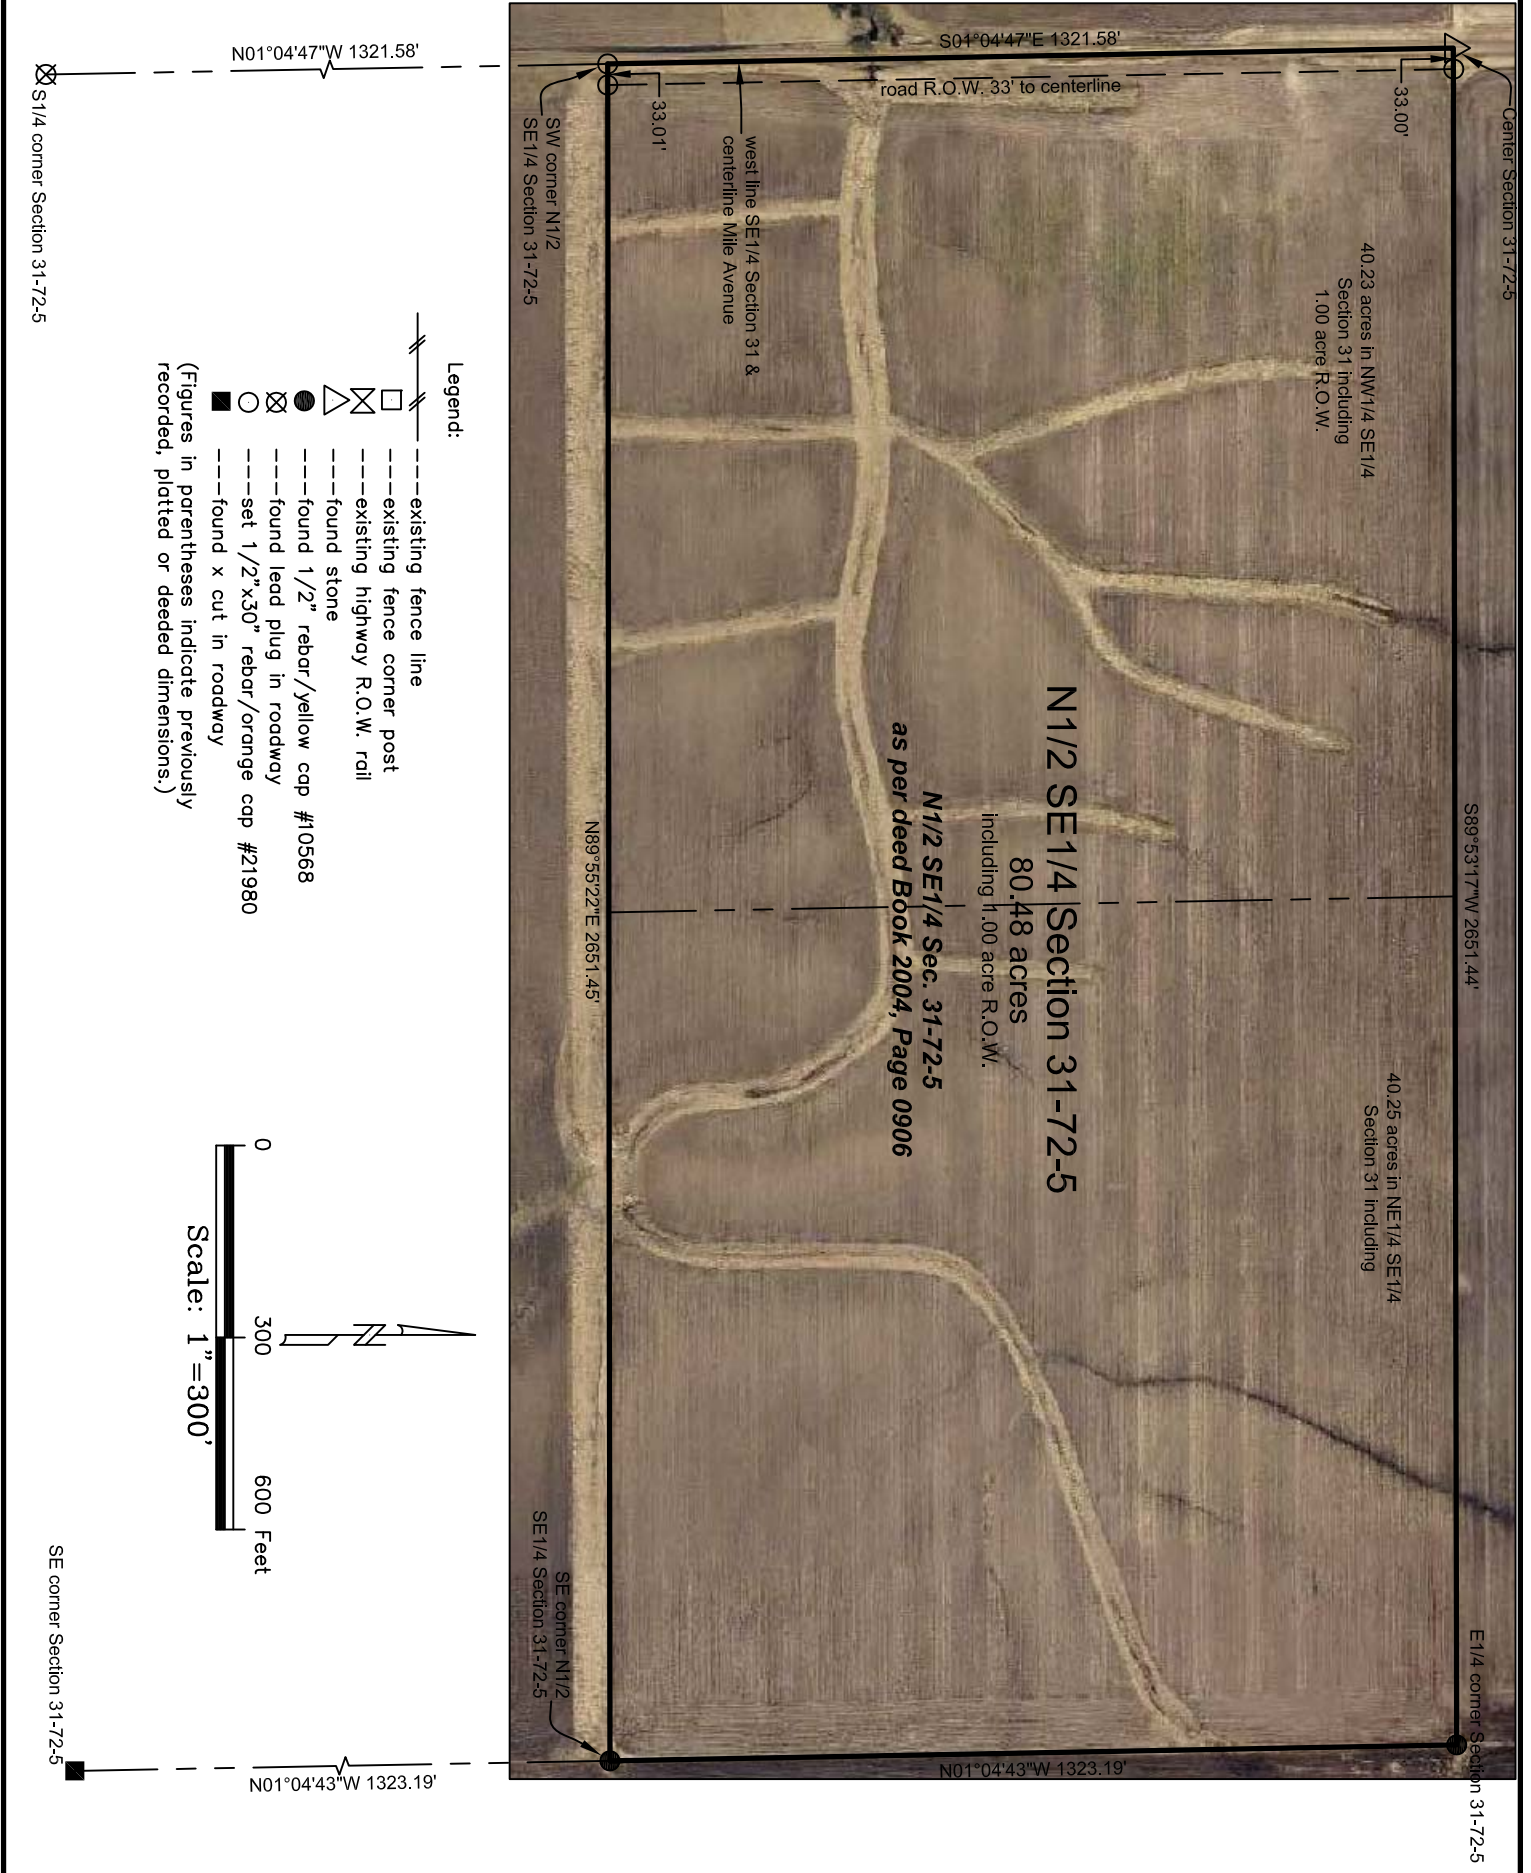 Center Section 31-72-5
S01°04'47"E 1321.58'
road R.O.W. 33' to centerline
33.00'
33.01'
N01°04'47"W 1321.58'
S1/4 corner Section 31-72-5
SW corner N1/2
SE1/4 Section 31-72-5
west line SE1/4 Section 31 &
centerline Mile Avenue
40.23 acres in NW1/4 SE1/4
Section 31 including
1.00 acre R.O.W.
S89°53'17"W 2651.44'
N1/2 SE1/4 Section 31-72-5
80.48 acres
including 1.00 acre R.O.W.
N1/2 SE1/4 Sec. 31-72-5
as per deed Book 2004, Page 0906
40.25 acres in NE1/4 SE1/4
Section 31 including
N89°55'22"E 2651.45'
E1/4 corner Section 31-72-5
N01°04'43"W 1323.19'
SE corner N1/2
SE1/4 Section 31-72-5
N01°04'43"W 1323.19'
SE corner Section 31-72-5
Legend:
---existing fence line
---existing fence corner post
---existing highway R.O.W. rail
---found stone
---found 1/2" rebar/yellow cap #10568
---found lead plug in roadway
---set 1/2"x30" rebar/orange cap #21980
---found x cut in roadway
(Figures in parentheses indicate previously
recorded, platted or deeded dimensions.)
N
0 300 600 Feet
Scale: 1"=300'